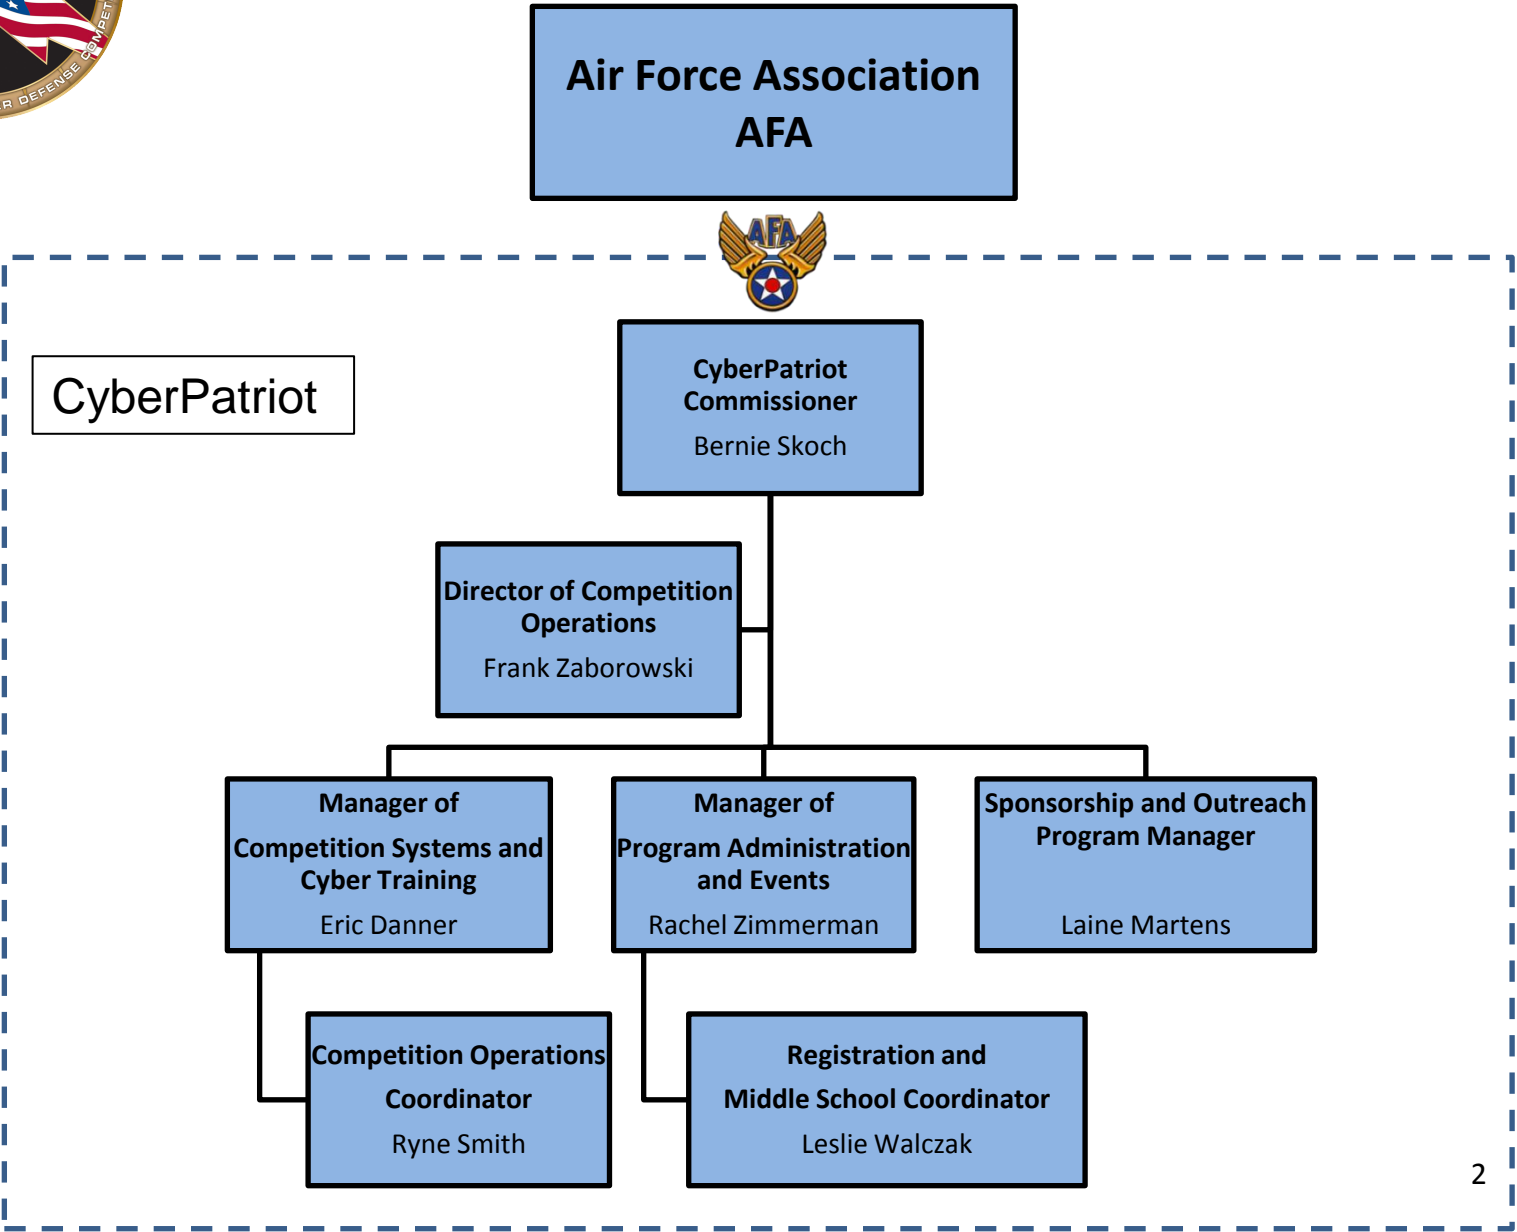 R DEFENSE COMPET
Air Force Association
AFA
AFA
CyberPatriot
CyberPatriot
Commissioner
Bernie Skoch
Director of Competition
Operations
Frank Zaborowski
Manager of
Competition Systems and
Cyber Training
Eric Danner
Manager of
Program Administration
and Events
Rachel Zimmerman
Sponsorship and Outreach
Program Manager
Laine Martens
Competition Operations
Coordinator
Ryne Smith
Registration and
Middle School Coordinator
Leslie Walczak
2